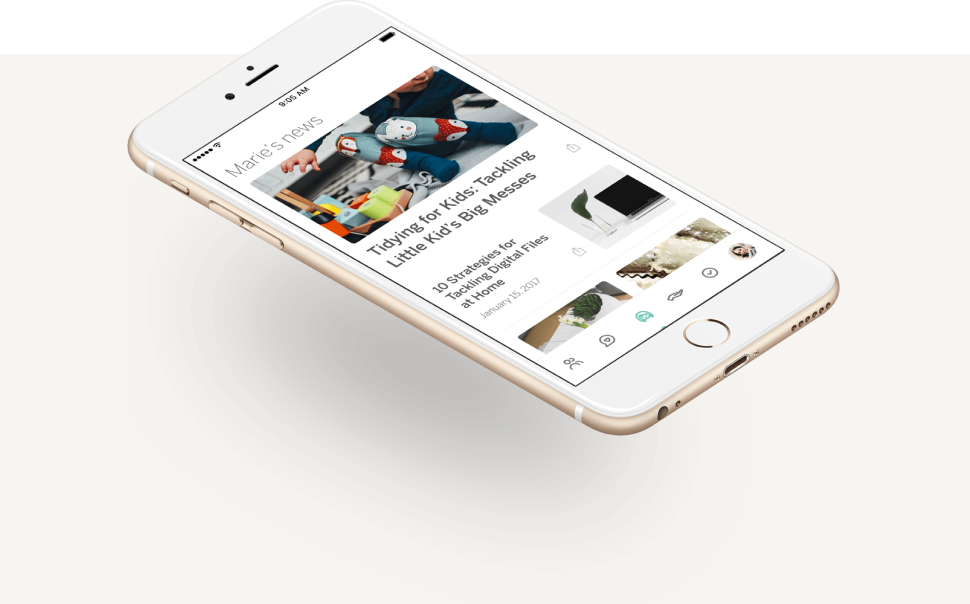 9:05 AM
Marie's news
Tidying for Kids: Tackling
Little Kid's Big Messes
10 Strategies for
Tackling Digital Files
at Home
January 15, 2017